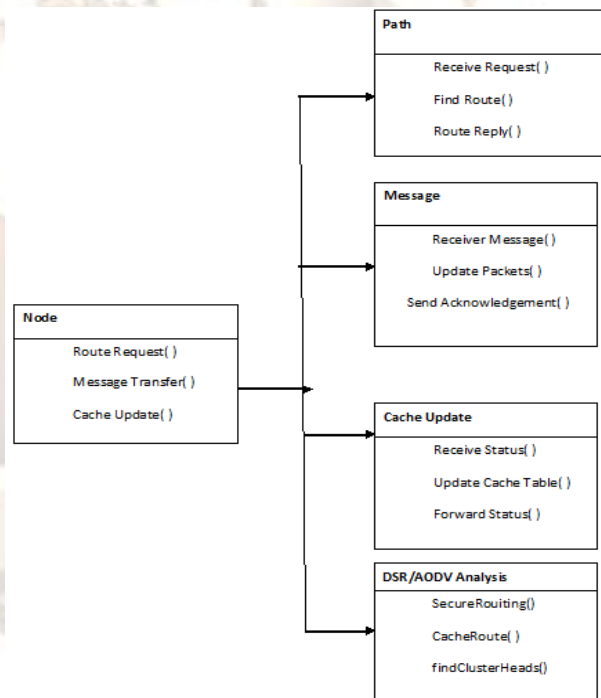 Path
Receive Request( )
Find Route( )
Route Reply( )
Message
Receiver Message( )
Update Packets( )
Send Acknowledgement( )
Node
Route Request( )
Message Transfer( )
Cache Update( )
Cache Update
Receive Status( )
Update Cache Table( )
Forward Status( )
DSR/AODV Analysis
SecureRouiting()
CacheRoute( )
findClusterHeads()